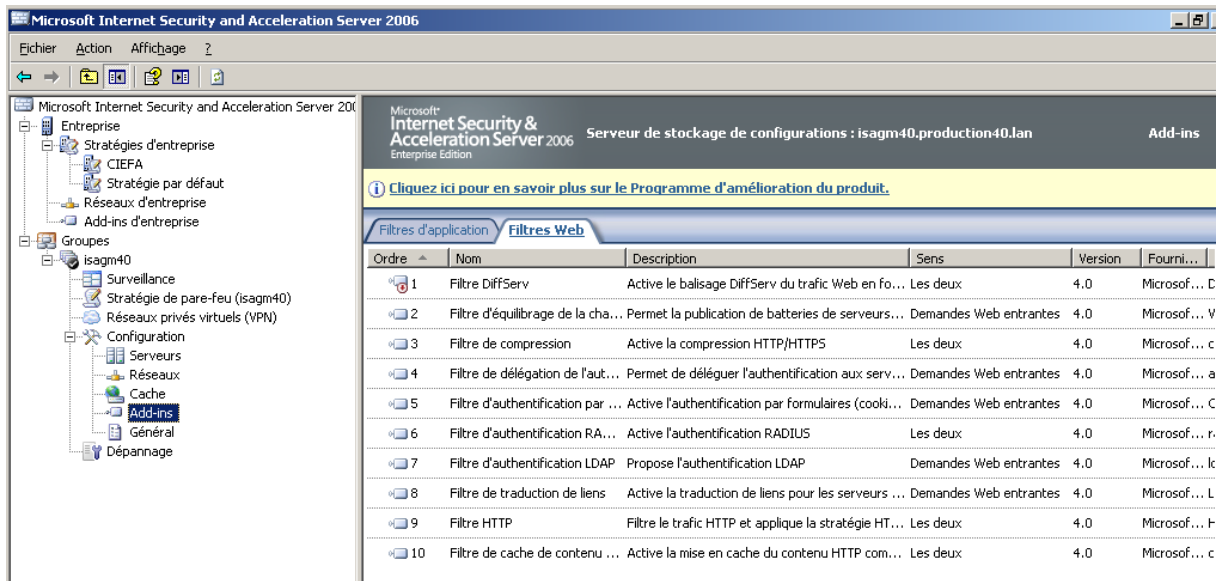 Microsoft Internet Security and Acceleration Server 2006
Fichier Action Affichage ?
Microsoft Internet Security and Acceleration Server 200
Entreprise
Stratégies d'entreprise
CIEFA
Stratégie par défaut
Réseaux d'entreprise
Add-ins d'entreprise
Groupes
isagm40
Surveillance
Stratégie de pare-feu (isagm40)
Réseaux privés virtuels (VPN)
Configuration
Serveurs
Réseaux
Cache
Add-ins
Général
Dépannage
Microsoft
Internet Security &
Acceleration Server 2006
Enterprise Edition
Serveur de stockage de configurations : isagm40.production40.lan Add-ins
Cliquez ici pour en savoir plus sur le Programme d'amélioration du produit.
Filtres d'application Filtres Web
Ordre Nom Description Sens Version Fourni...
1 Filtre DiffServ Active le balisage DiffServ du trafic Web en fo... Les deux 4.0 Microsof... D
2 Filtre d'équilibrage de la cha... Permet la publication de batteries de serveurs... Demandes Web entrantes 4.0 Microsof... V
3 Filtre de compression Active la compression HTTP/HTTPS Les deux 4.0 Microsof... c
4 Filtre de délégation de l'aut... Permet de déléguer l'authentification aux serv... Demandes Web entrantes 4.0 Microsof... a
5 Filtre d'authentification par ... Active l'authentification par formulaires (cooki... Demandes Web entrantes 4.0 Microsof... C
6 Filtre d'authentification RA... Active l'authentification RADIUS Les deux 4.0 Microsof... r
7 Filtre d'authentification LDAP Propose l'authentification LDAP Demandes Web entrantes 4.0 Microsof... lc
8 Filtre de traduction de liens Active la traduction de liens pour les serveurs ... Demandes Web entrantes 4.0 Microsof... L
9 Filtre HTTP Filtre le trafic HTTP et applique la stratégie HT... Les deux 4.0 Microsof... H
10 Filtre de cache de contenu ... Active la mise en cache du contenu HTTP com... Les deux 4.0 Microsof... c